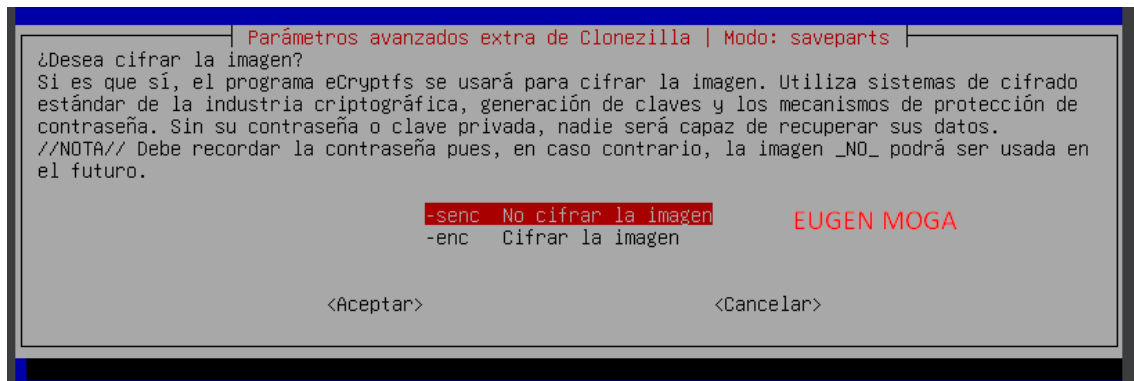 Parámetros avanzados extra de Clonezilla | Modo: saveparts
¿Desea cifrar la imagen?
Si es que sí, el programa eCryptfs se usará para cifrar la imagen. Utiliza sistemas de cifrado
estándar de la industria criptográfica, generación de claves y los mecanismos de protección de
contraseña. Sin su contraseña o clave privada, nadie será capaz de recuperar sus datos.
//NOTA// Debe recordar la contraseña pues, en caso contrario, la imagen _NO_ podrá ser usada en
el futuro.
-senc No cifrar la imagen
EUGEN MOGA
-enc Cifrar la imagen
<Aceptar> <Cancelar>